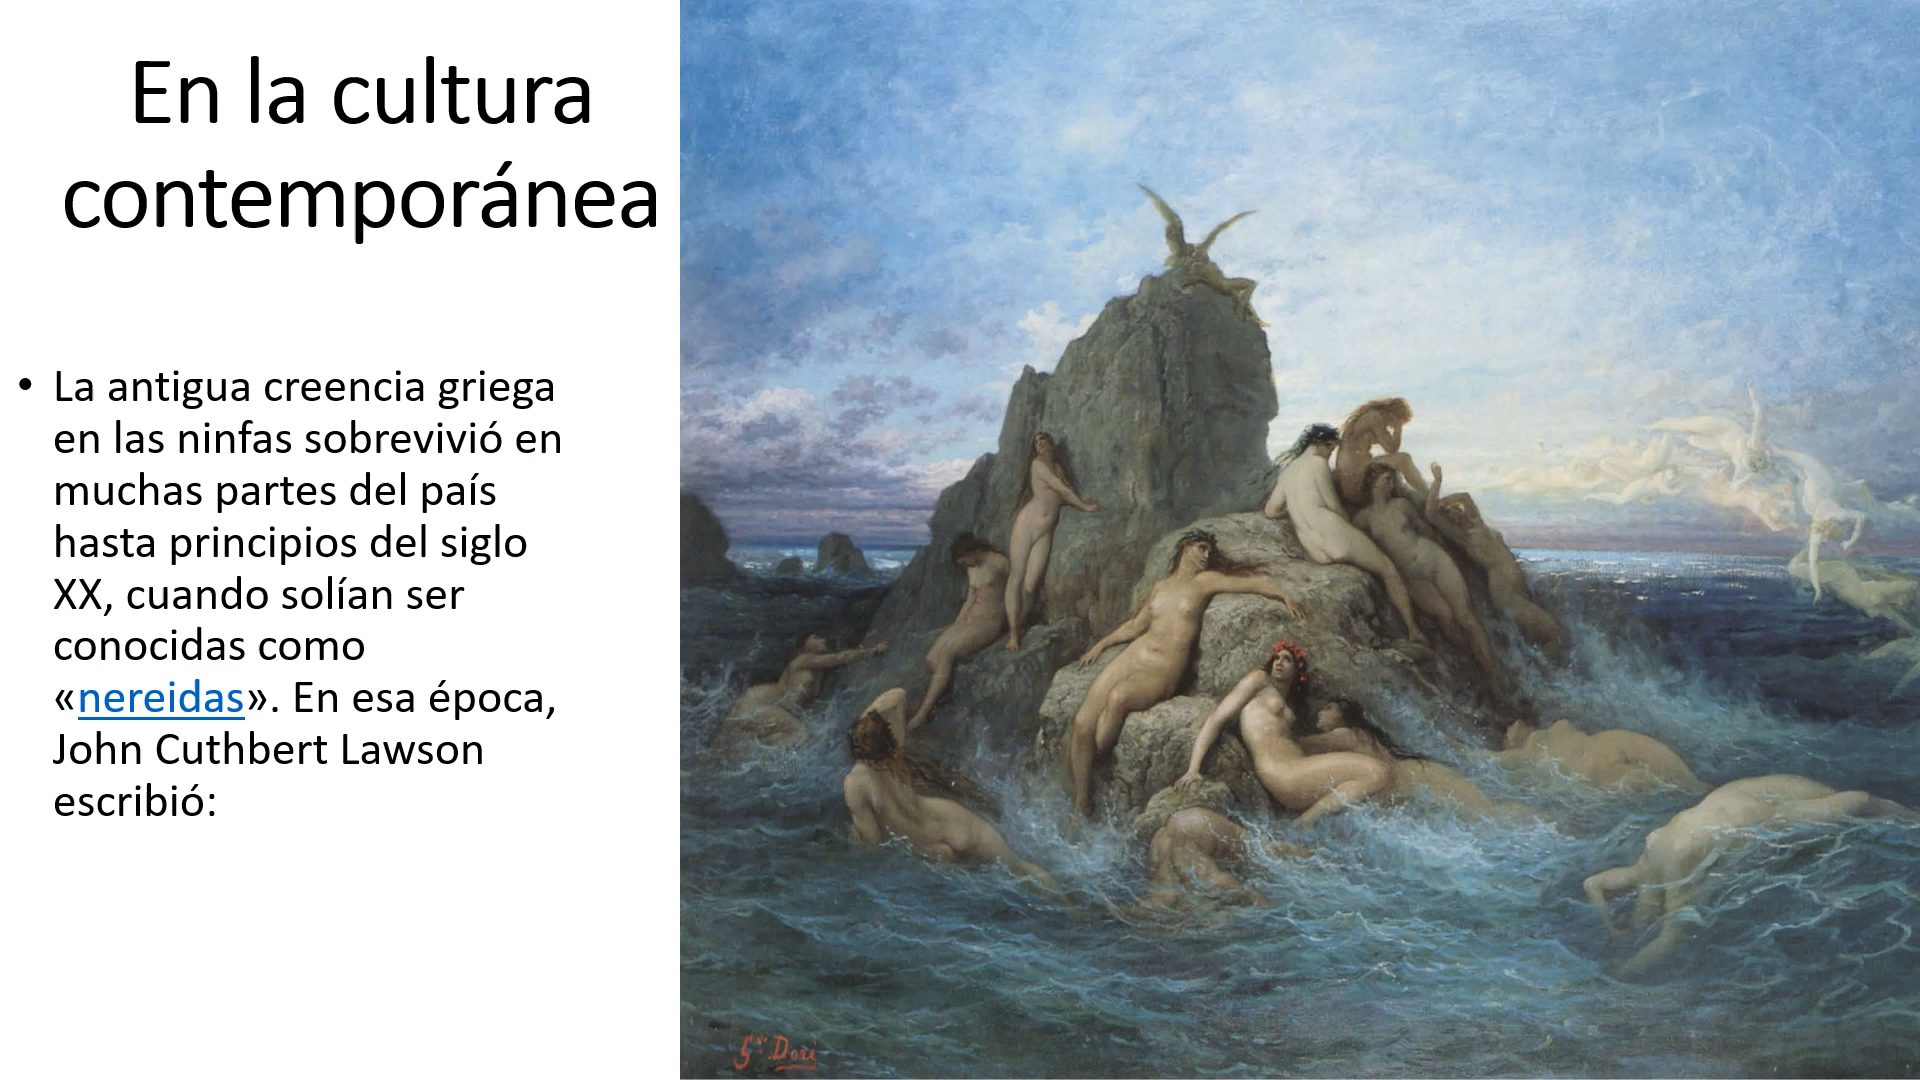 En la cultura
contemporánea
• La antigua creencia griega
en las ninfas sobrevivió en
muchas partes del país
hasta principios del siglo
XX, cuando solían ser
conocidas como
«nereidas». En esa época,
John Cuthbert Lawson
escribió:
Gve Doré